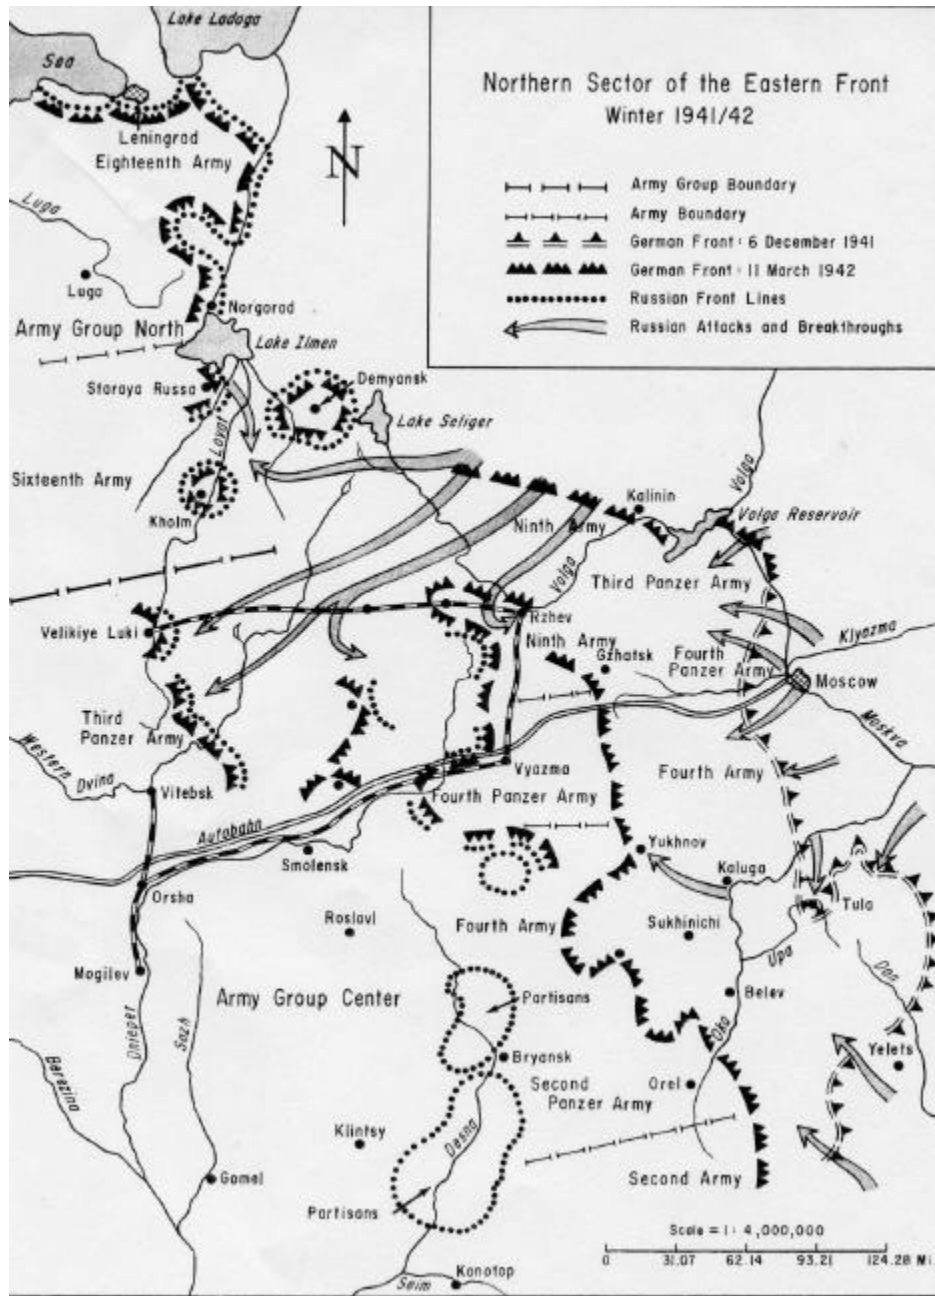 Lake Ladoga
Sea
Northern Sector of the Eastern Front
Winter 1941/42
Army Group Boundary
Army Boundary
German Front: 6 December 1941
German Front: 11 March 1942
Russian Front Lines
Russian Attacks and Breakthroughs
N
Leningrad
Eighteenth Army
Luga
Luga
Norgorod
Army Group North
Lake Ilmen
Staraya Russa
Demyansk
Lake Seliger
Lovat
Sixteenth Army
Kholm
Ninth Army
Kalinin
Volga
Volga Reservoir
Volga
Third Panzer Army
Velikiye Luki
Rzhev
Ninth Army
Gzhatsk
Fourth
Panzer Army
Klyazma
Moscow
Moskva
Third
Panzer Army
Western
Dvina
Vitebsk
Vyazma
Fourth Panzer Army
Fourth Army
Autobahn
Smolensk
Yukhnov
Kaluga
Orsha
Tula
Roslavl
Fourth Army
Sukhinichi
Upa
Don
Mogilev
Army Group Center
Partisans
Belev
Dnieper
Sozh
Oka
Bryansk
Yelets
Berezina
Second
Panzer Army
Orel
Klintsy
Desna
Gomel
Second Army
Partisans
Scale = 1: 4,000,000
0 31.07 62.14 93.21 124.28 Mi.
Seim
Konotop